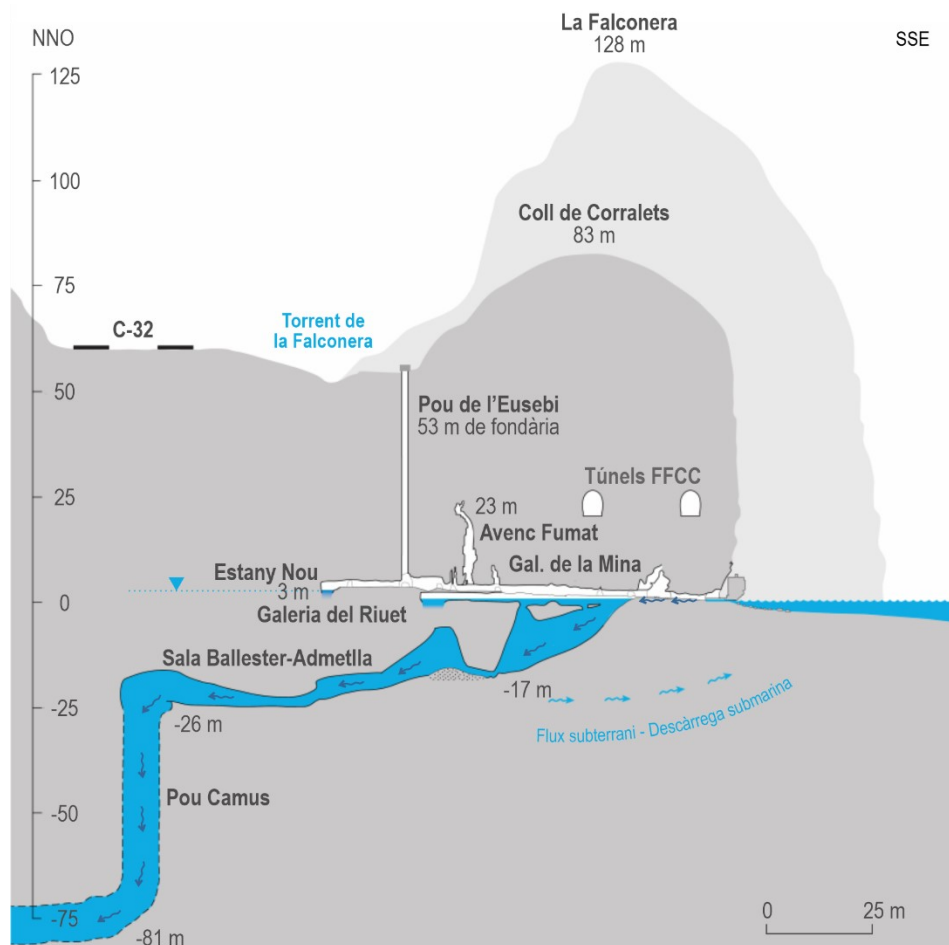 La Falconera
128 m
NNO
SSE
125
100
Coll de Corralets
83 m
75
Torrent de
la Falconera
C-32
50
Pou de l'Eusebi
53 m de fondària
Túnels FFCC
25
23 m
Avenc Fumat
Gal. de la Mina
Estany Nou
3 m
0
Galeria del Riuet
Sala Ballester-Admetlla
-17 m
-25
-26 m
Flux subterrani - Descàrrega submarina
Pou Camus
-50
-75
-81 m
0
25 m